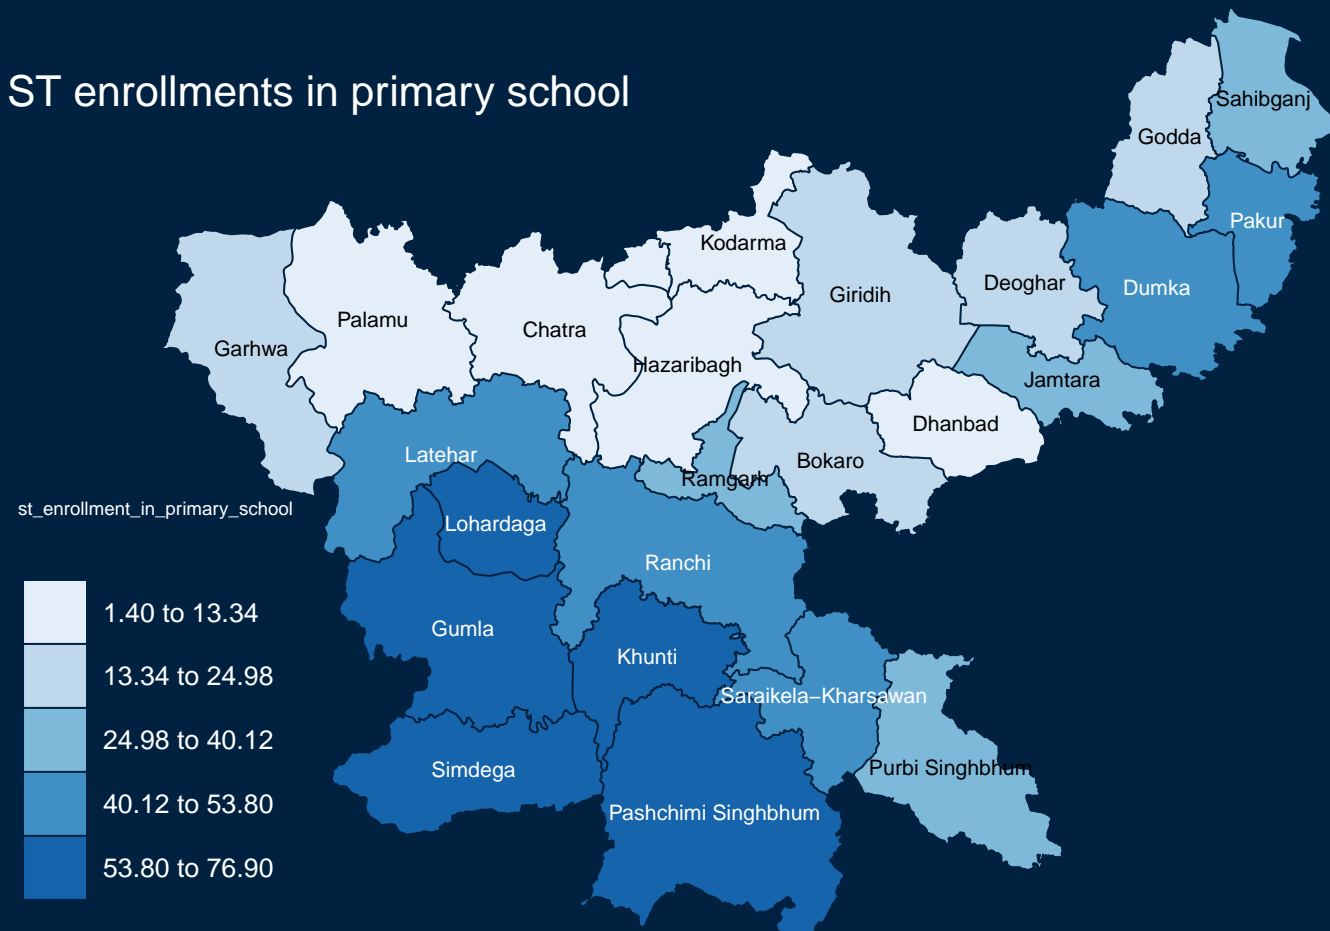 ST enrollments in primary school
Sahibganj
Godda
Pakur
Kodarma
Deoghar
Dumka
Giridih
Palamu
Chatra
Garhwa
Hazaribagh
Jamtara
Dhanbad
Latehar
Bokaro
Ramgarh
st_enrollment_in_primary_school
Lohardaga
Ranchi
1.40 to 13.34
Gumla
Khunti
13.34 to 24.98
Saraikela−Kharsawan
24.98 to 40.12
Simdega
Purbi Singhbhum
40.12 to 53.80
Pashchimi Singhbhum
53.80 to 76.90